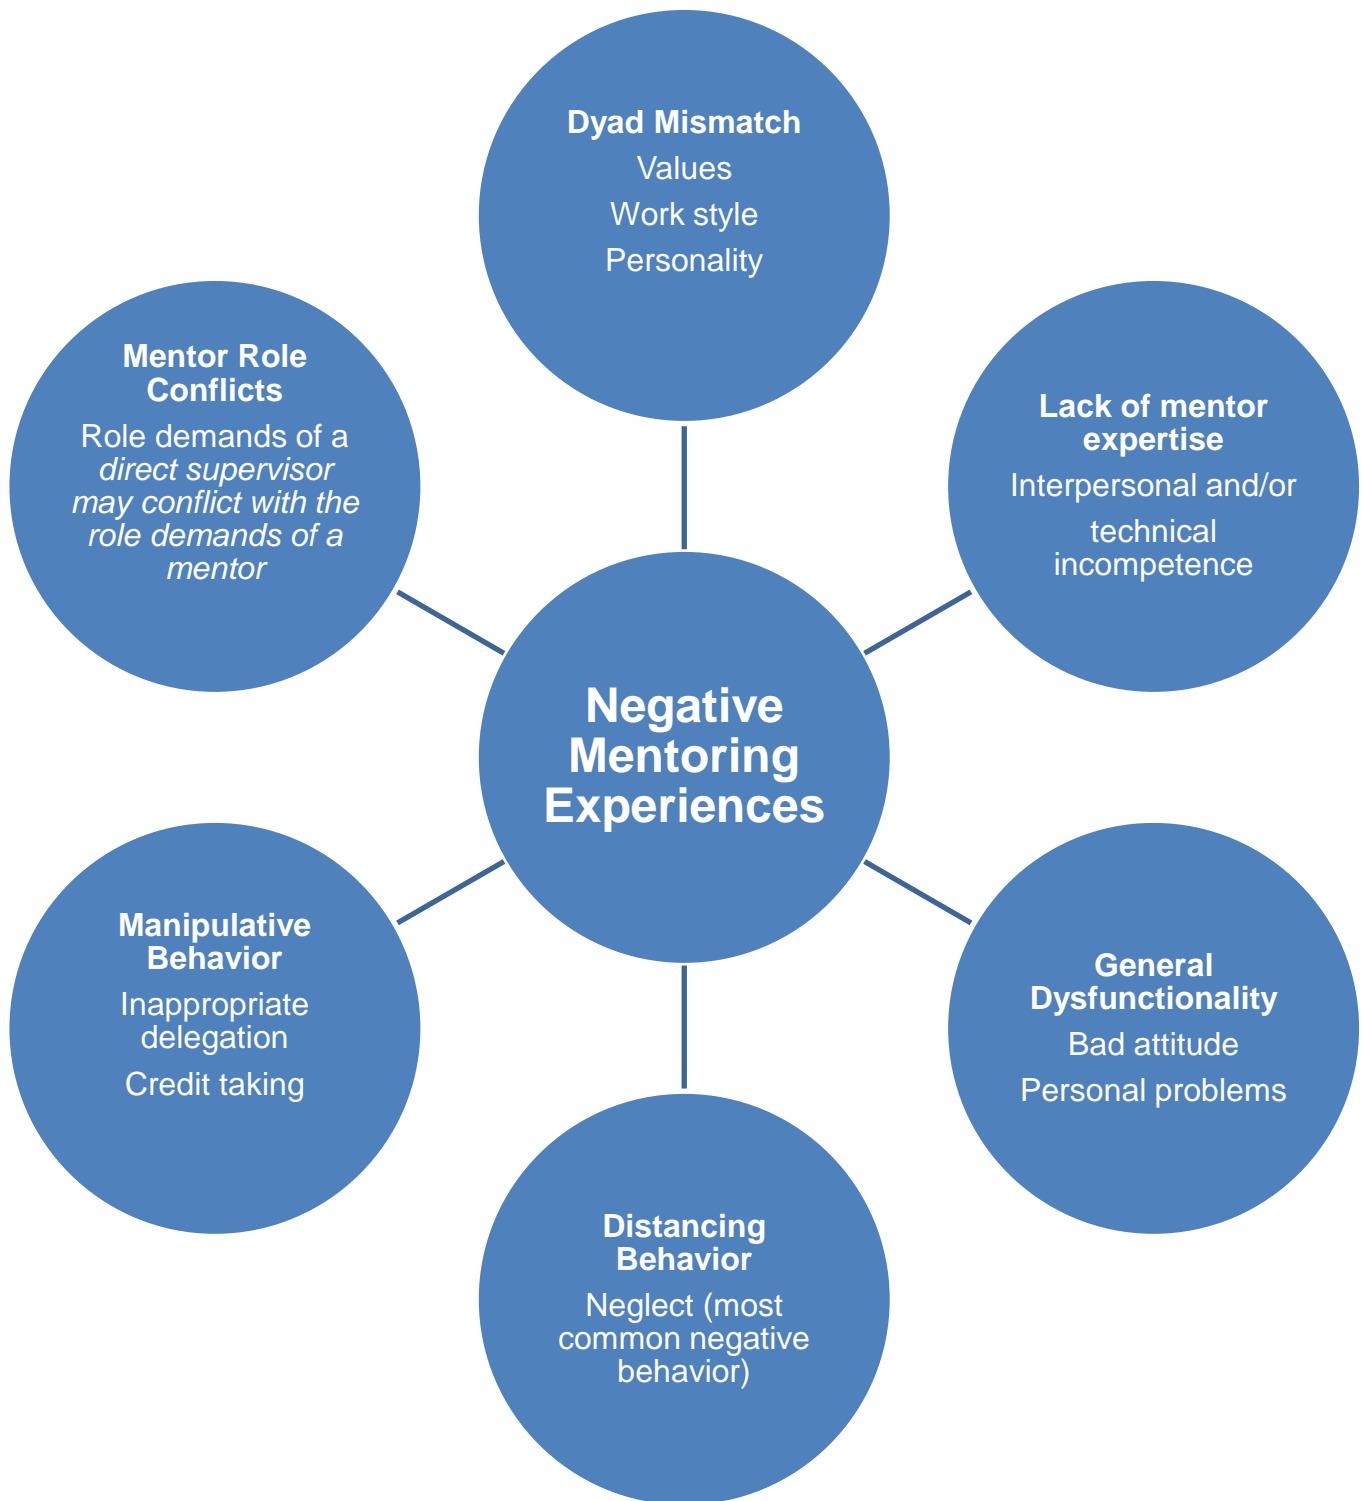 Dyad Mismatch
Values
Work style
Personality
Mentor Role
Conflicts
Role demands of a
direct supervisor
may conflict with the
role demands of a
mentor
Lack of mentor
expertise
Interpersonal and/or
technical
incompetence
Negative
Mentoring
Experiences
Manipulative
Behavior
Inappropriate
delegation
Credit taking
General
Dysfunctionality
Bad attitude
Personal problems
Distancing
Behavior
Neglect (most
common negative
behavior)